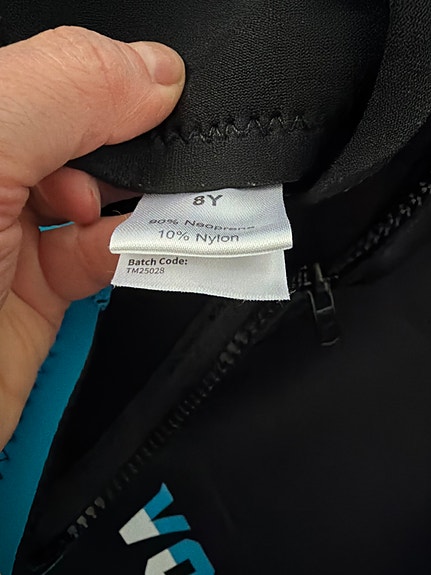 8Y
90% Neoprene
10% Nylon
Batch Code:
TM25028